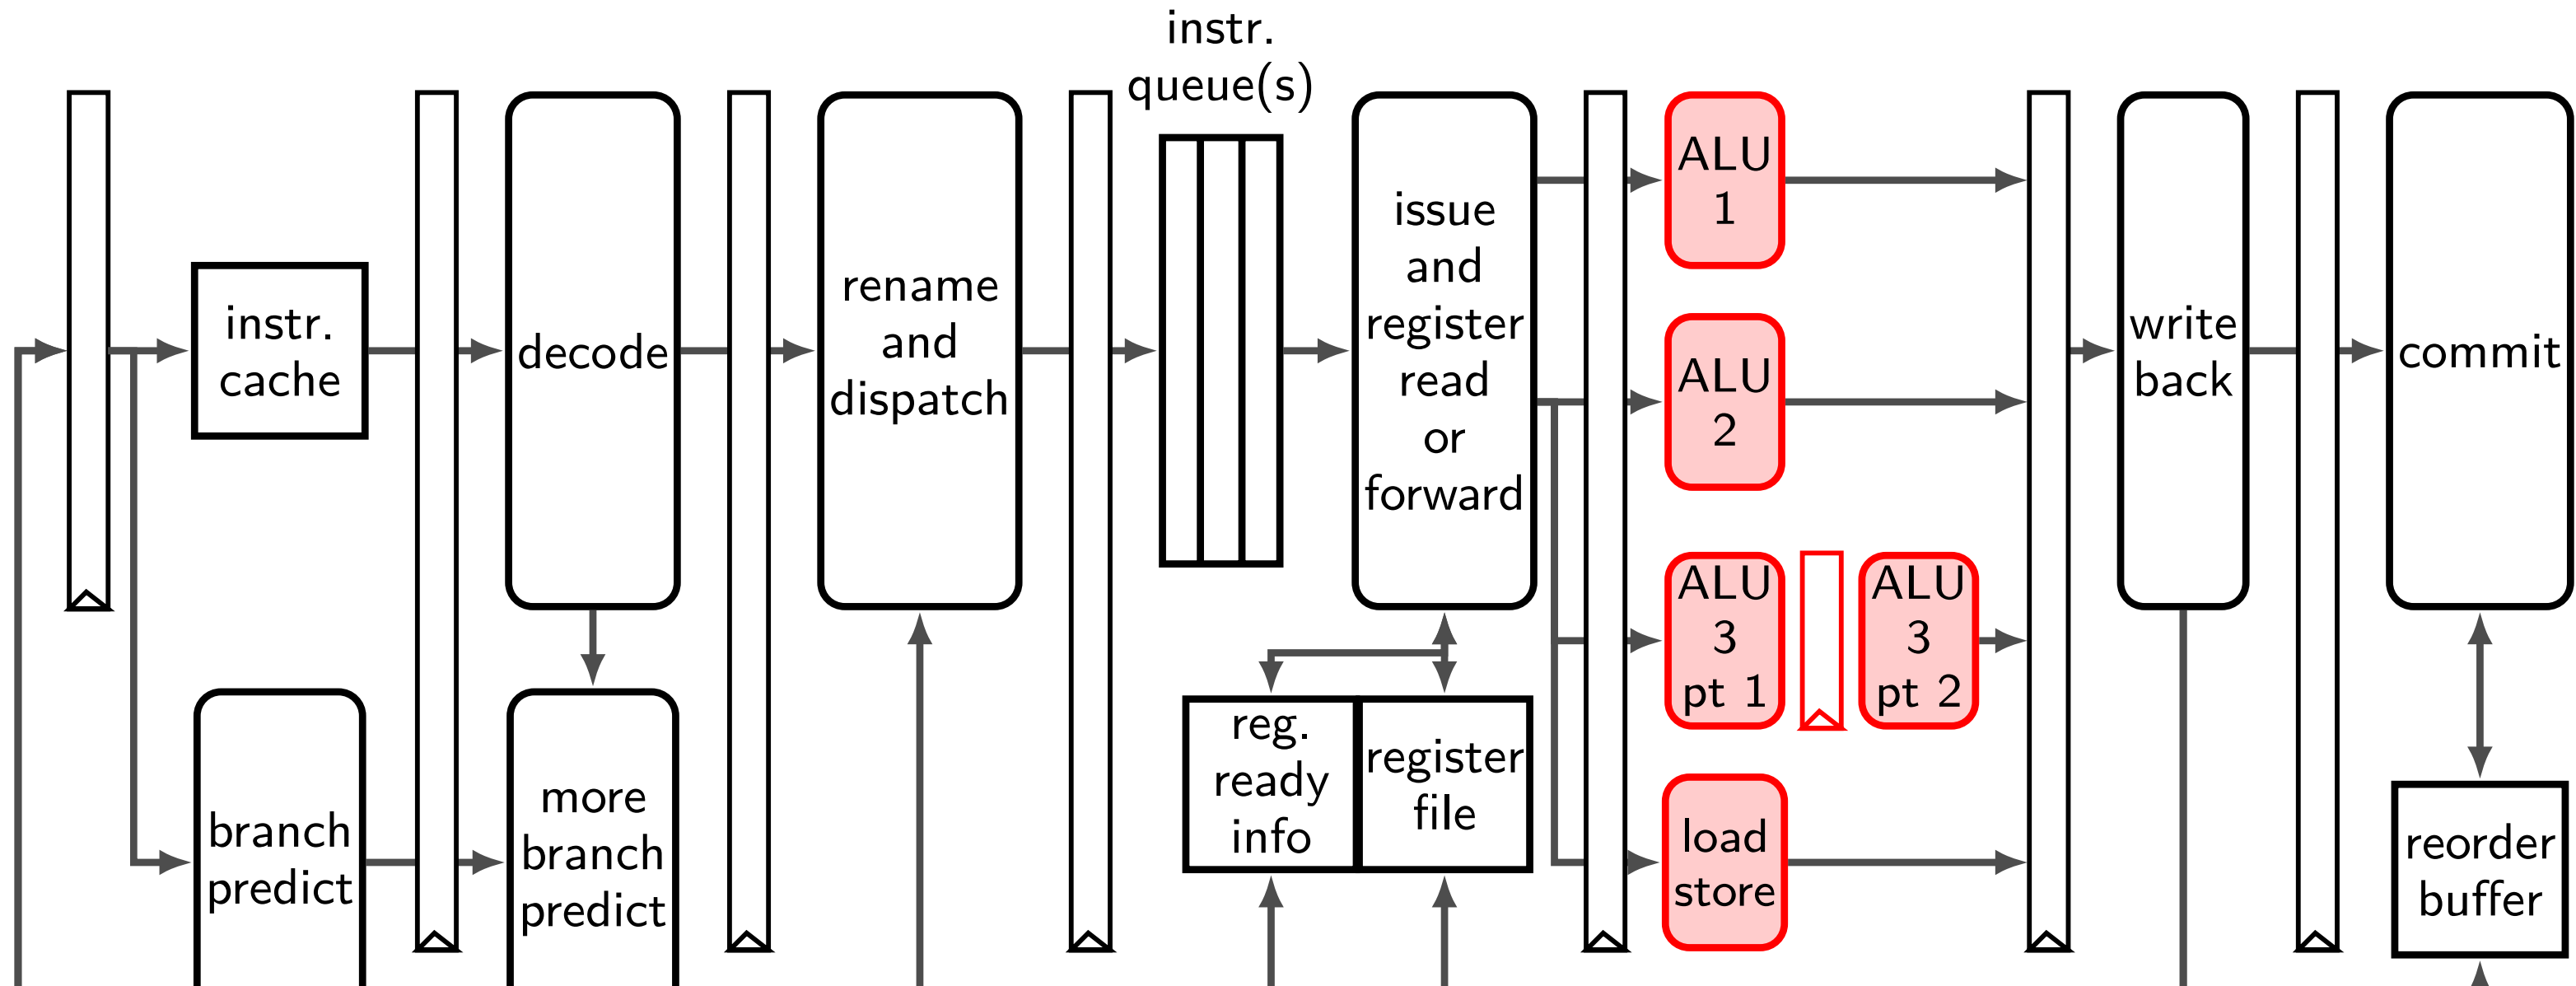 instr.
queue(s)
instr.
cache
decode
rename
and
dispatch
issue
and
register
read
or
forward
ALU
1
ALU
2
ALU
3
pt 1
ALU
3
pt 2
load
store
write
back
commit
branch
predict
more
branch
predict
reg.
ready
info
register
file
reorder
buffer